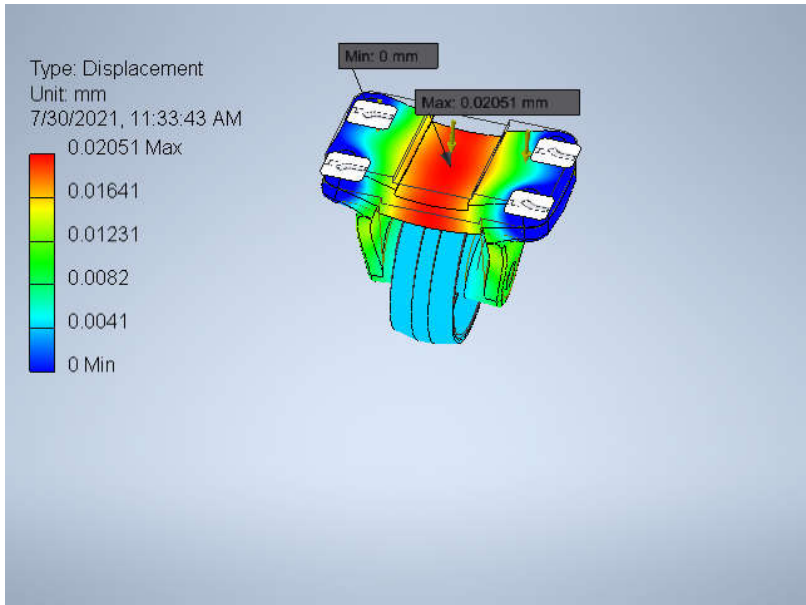 Type: Displacement
Unit: mm
7/30/2021, 11:33:43 AM
0.02051 Max
0.01641
0.01231
0.0082
0.0041
0 Min
Min: 0 mm
Max: 0.02051 mm